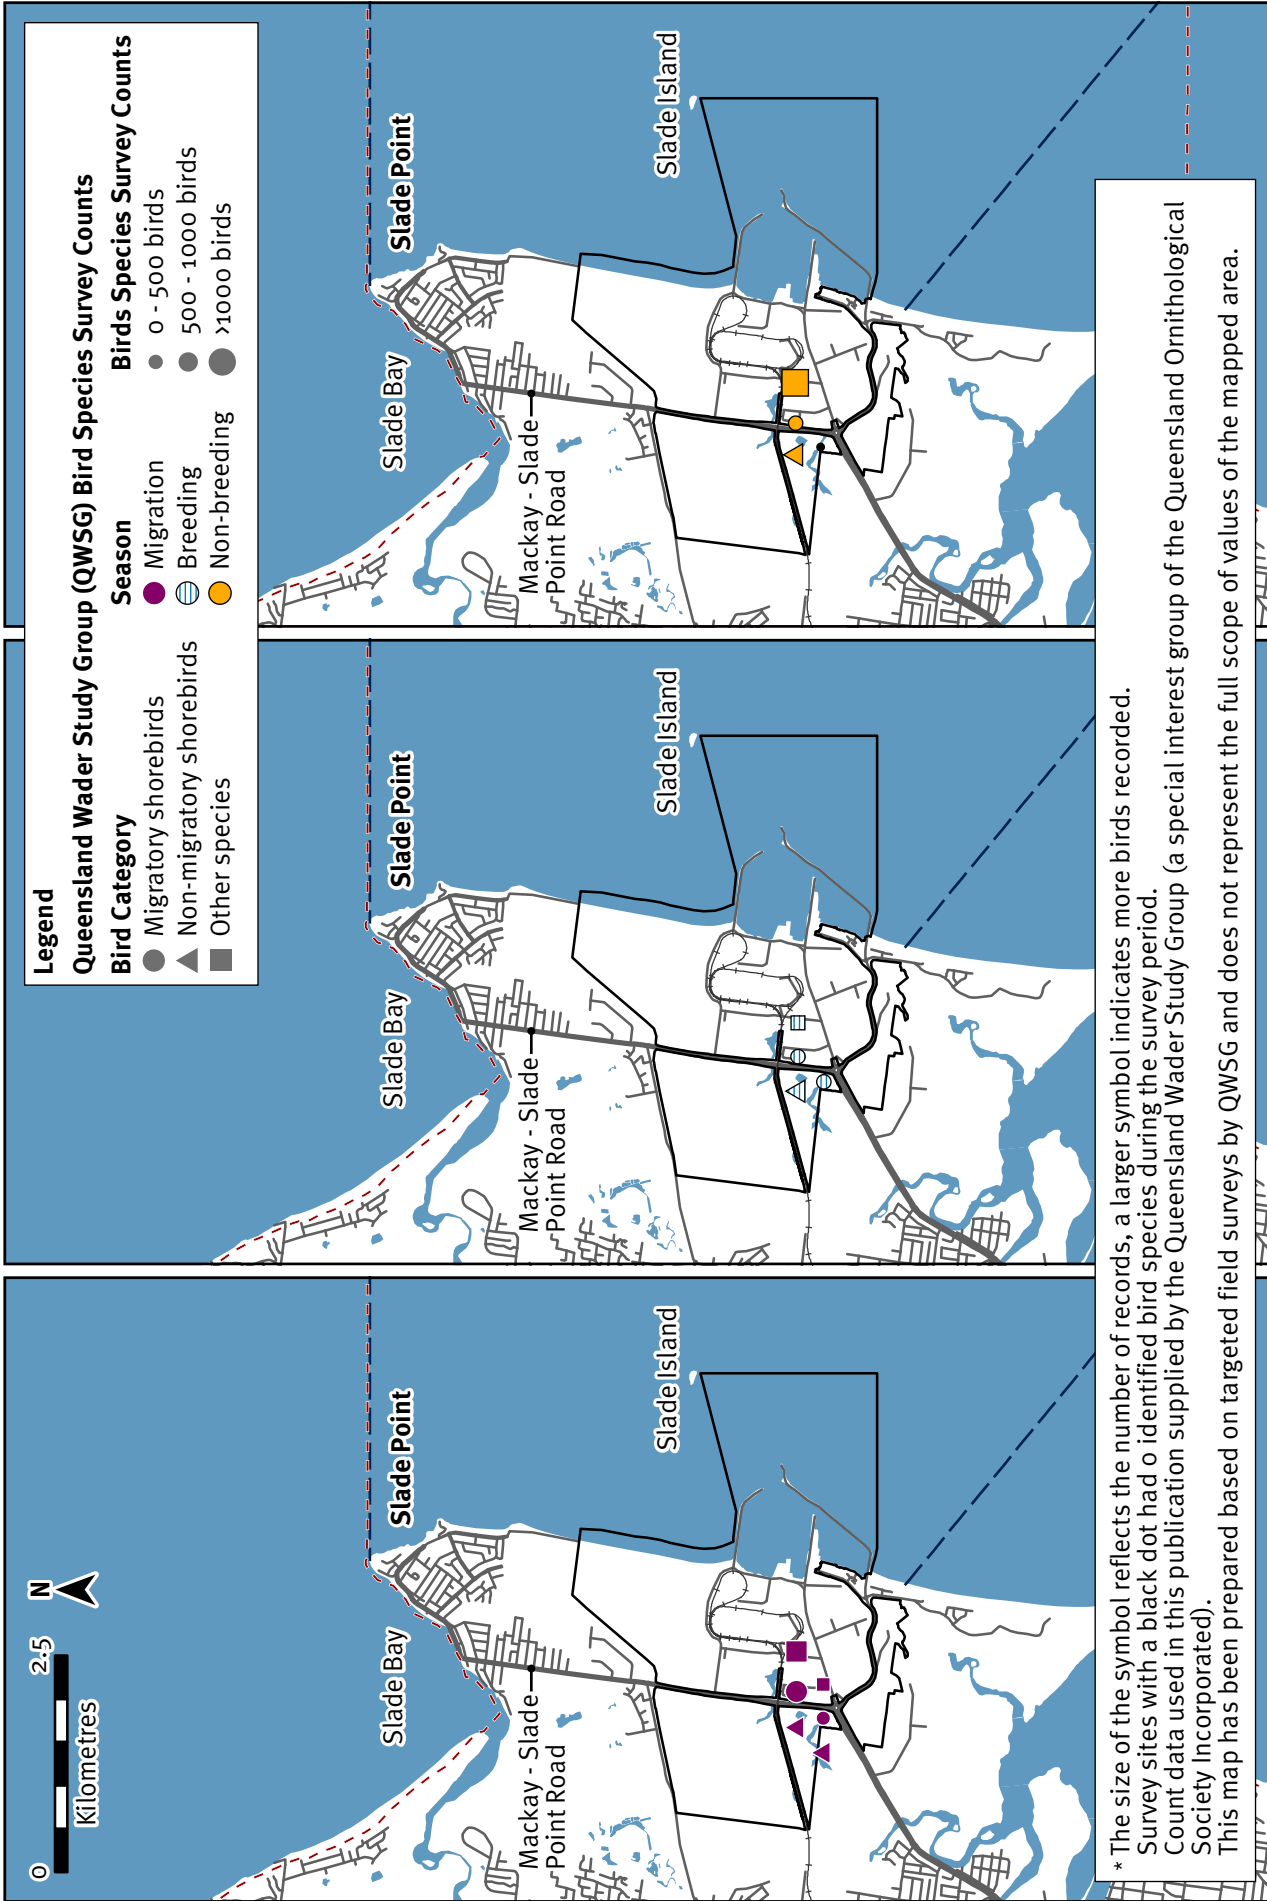 0 2.5
Kilometres
N
Slade Bay
Slade Point
Mackay - Slade
Point Road
Slade Island
Slade Bay
Slade Point
Mackay - Slade
Point Road
Slade Island
Slade Bay
Slade Point
Mackay - Slade
Point Road
Slade Island
Legend
Queensland Wader Study Group (QWSG) Bird Species Survey Counts
Bird Category
Migratory shorebirds
Non-migratory shorebirds
Other species
Season
Migration
Breeding
Non-breeding
Birds Species Survey Counts
0 - 500 birds
500 - 1000 birds
>1000 birds
* The size of the symbol reflects the number of records, a larger symbol indicates more birds recorded.
Survey sites with a black dot had 0 identified bird species during the survey period.
Count data used in this publication supplied by the Queensland Wader Study Group (a special interest group of the Queensland Ornithological
Society Incorporated).
This map has been prepared based on targeted field surveys by QWSG and does not represent the full scope of values of the mapped area.